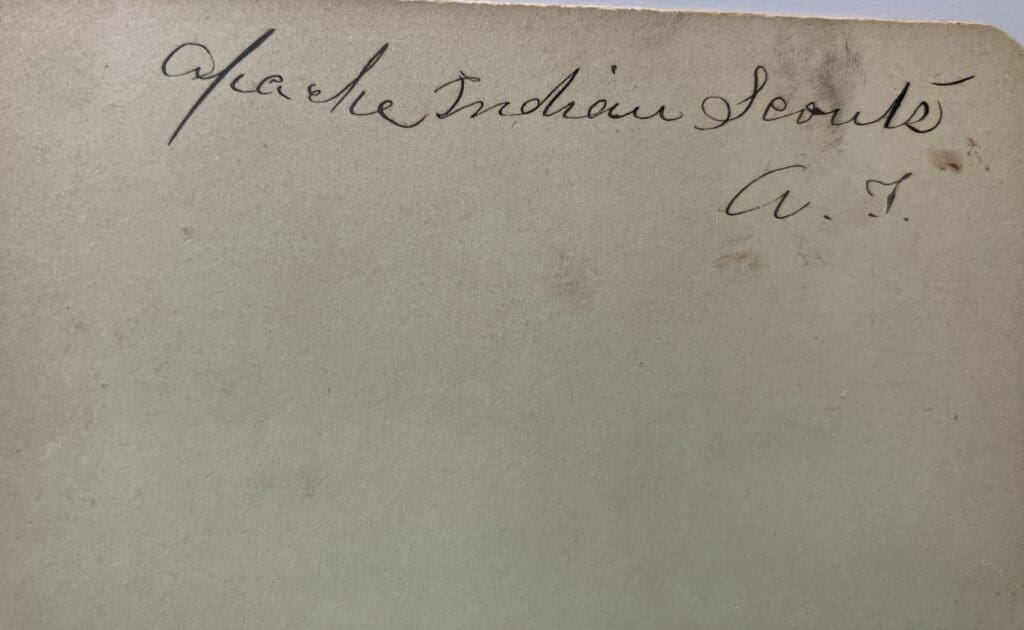 Apache Indian Scouts
A. T.